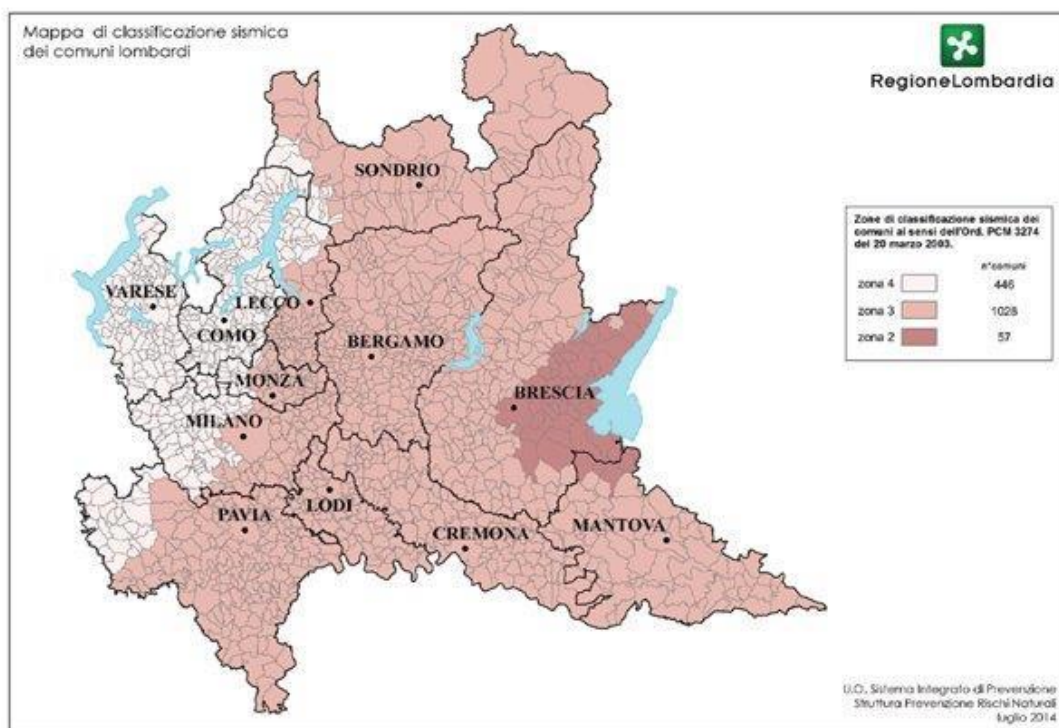 Mappa di classificazione sismica
dei comuni lombardi
RegioneLombardia
SONDRIO
Zone di classificazione sismica dei
comuni ai sensi dell'Ord. PCM 3274
del 20 marzo 2003.
n°comuni
zona 4 446
zona 3 1028
zona 2 57
VARESE
LECCO
COMO
BERGAMO
MONZA
BRESCIA
MILANO
LODI
PAVIA
CREMONA
MANTOVA
U.O. Sistema Integrato di Prevenzione
Struttura Prevenzione Rischi Naturali
luglio 2014